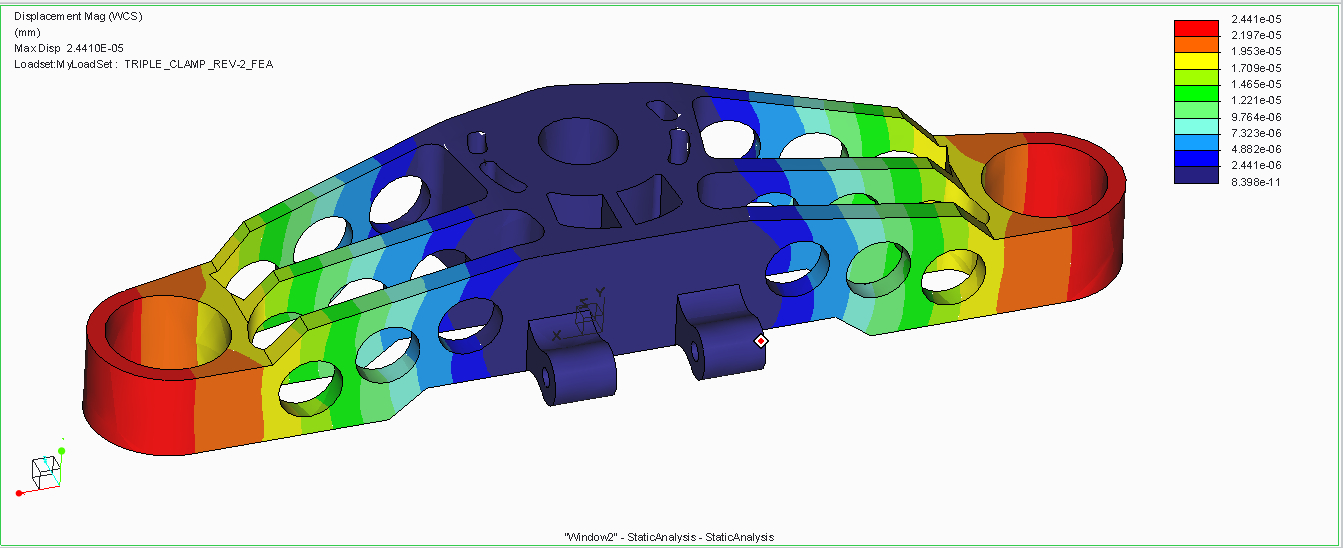 Displacement Mag (WCS)
(mm)
Max Disp 2.4410E-05
Loadset:MyLoadSet : TRIPLE_CLAMP_REV-2_FEA
2.441e-05
2.197e-05
1.953e-05
1.709e-05
1.465e-05
1.221e-05
9.764e-06
7.323e-06
4.882e-06
2.441e-06
8.398e-11
Y
X
"Window2" - StaticAnalysis - StaticAnalysis